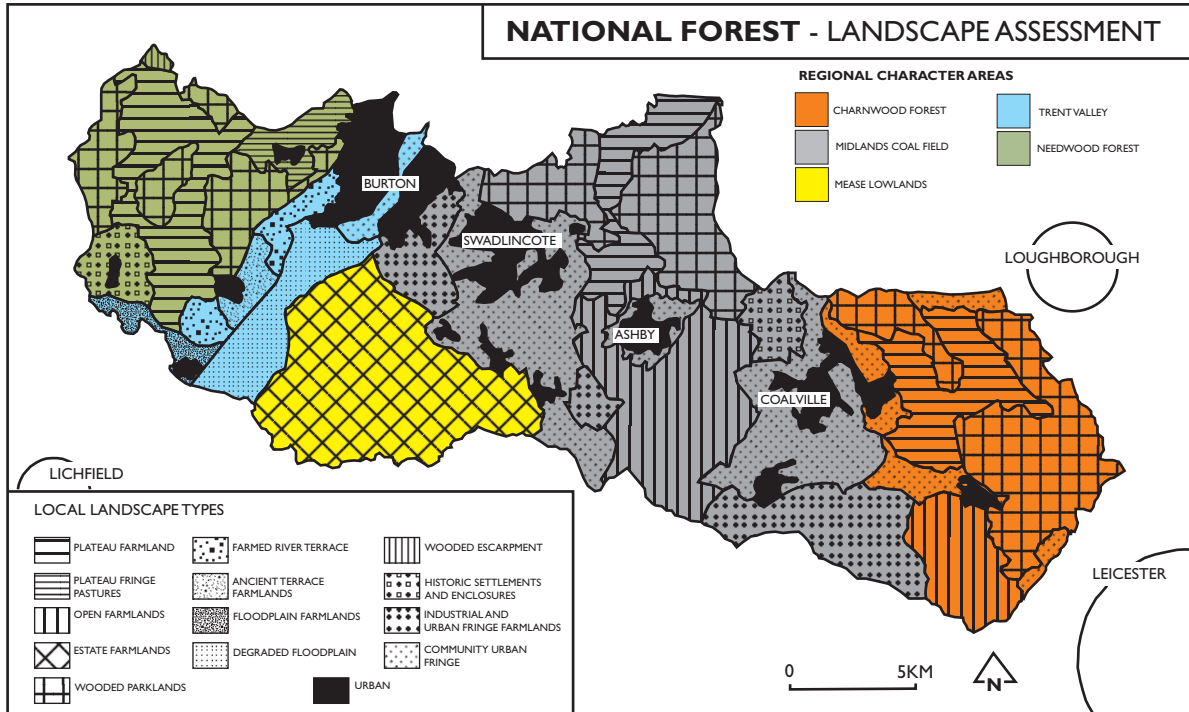 NATIONAL FOREST - LANDSCAPE ASSESSMENT
REGIONAL CHARACTER AREAS
CHARNWOOD FOREST
MIDLANDS COAL FIELD
MEASE LOWLANDS
TRENT VALLEY
NEEDWOOD FOREST
BURTON
SWADLINCOTE
ASHBY
COALVILLE
LOUGHBOROUGH
LICHFIELD
LEICESTER
LOCAL LANDSCAPE TYPES
PLATEAU FARMLAND
PLATEAU FRINGE
PASTURES
OPEN FARMLANDS
ESTATE FARMLANDS
WOODED PARKLANDS
FARMED RIVER TERRACE
ANCIENT TERRACE
FARMLANDS
FLOODPLAIN FARMLANDS
DEGRADED FLOODPLAIN
URBAN
WOODED ESCARPMENT
HISTORIC SETTLEMENTS
AND ENCLOSURES
INDUSTRIAL AND
URBAN FRINGE FARMLANDS
COMMUNITY URBAN
FRINGE
0 5KM
N